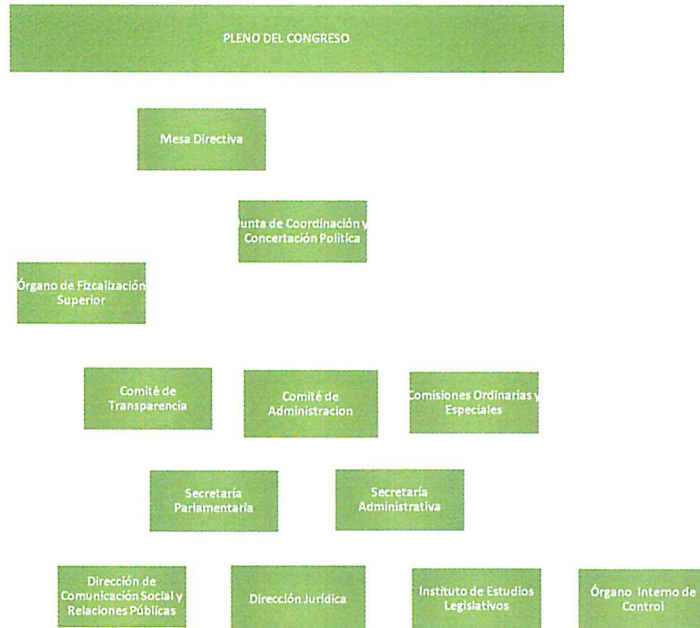 PLENO DEL CONGRESO
Mesa Directiva
Junta de Coordinación y
Concertación Política
Órgano de Fizcalización
Superior
Comité de
Transparencia
Comité de
Administracion
Comisiones Ordinarias y
Especiales
Secretaría
Parlamentaria
Secretaría
Administrativa
Dirección de
Comunicación Social y
Relaciones Públicas
Dirección Jurídica
Instituto de Estudios
Legislativos
Órgano Interno de
Control